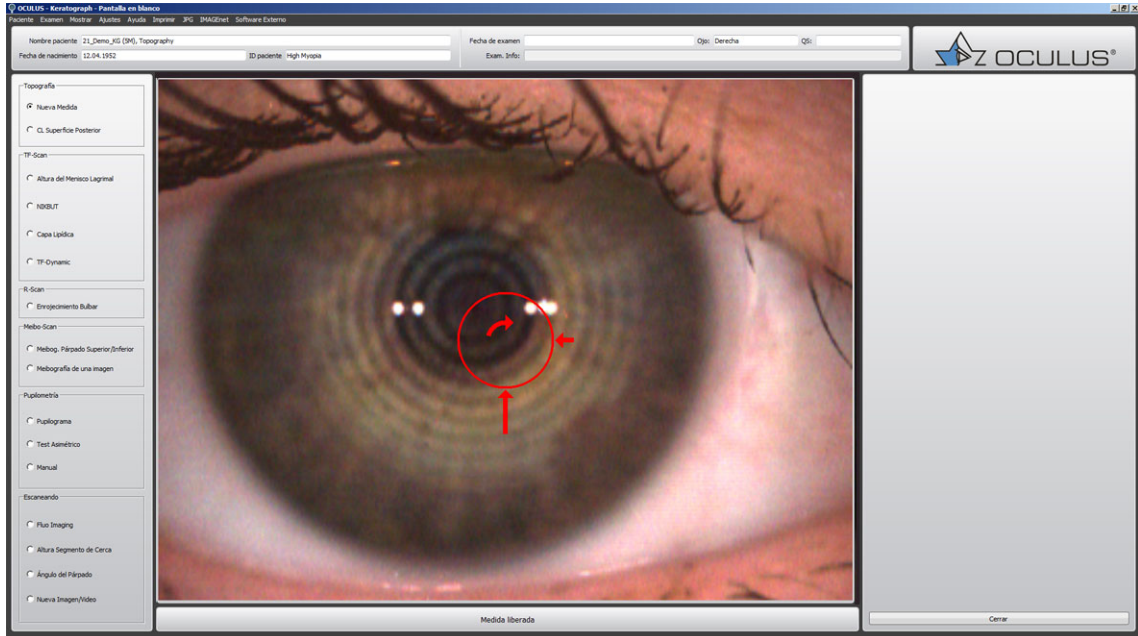 OCULUS - Keratograph - Pantalla en blanco
Paciente Examen Mostrar Ajustes Ayuda Imprimir JPG IMAGEnet Software Externo
Nombre paciente 21_Demo_KG (5M), Topography
Fecha de nacimiento 12.04.1952 ID paciente High Myopia
Fecha de examen Ojo: Derecha QS:
Exam. Info:
OCULUS®
Topografía
Nueva Medida
CL Superficie Posterior
TF-Scan
Altura del Menisco Lagrimal
NIKBUT
Capa Lipídica
TF-Dynamic
R-Scan
Enrojecimiento Bulbar
Meibo-Scan
Meibog. Párpado Superior/Inferior
Meibografía de una imagen
Pupilometría
Pupilograma
Test Asimétrico
Manual
Escaneando
Fluo Imaging
Altura Segmento de Cerca
Ángulo del Párpado
Nueva Imagen/Video
Medida liberada
Cerrar